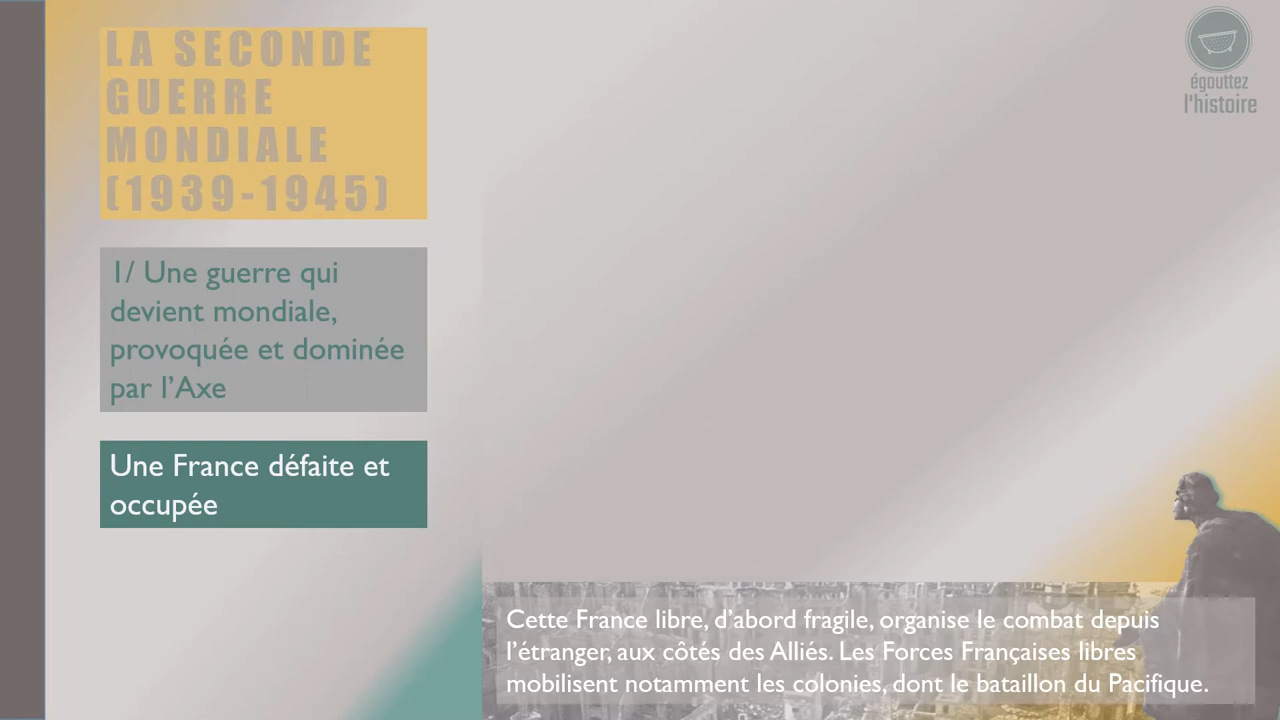 LA SECONDE
GUERRE
MONDIALE
(1939-1945)
1/ Une guerre qui
devient mondiale,
provoquée et dominée
par l’Axe
Une France défaite et
occupée
égouttez
l'histoire
Cette France libre, d’abord fragile, organise le combat depuis
l’étranger, aux côtés des Alliés. Les Forces Françaises libres
mobilisent notamment les colonies, dont le bataillon du Pacifique.